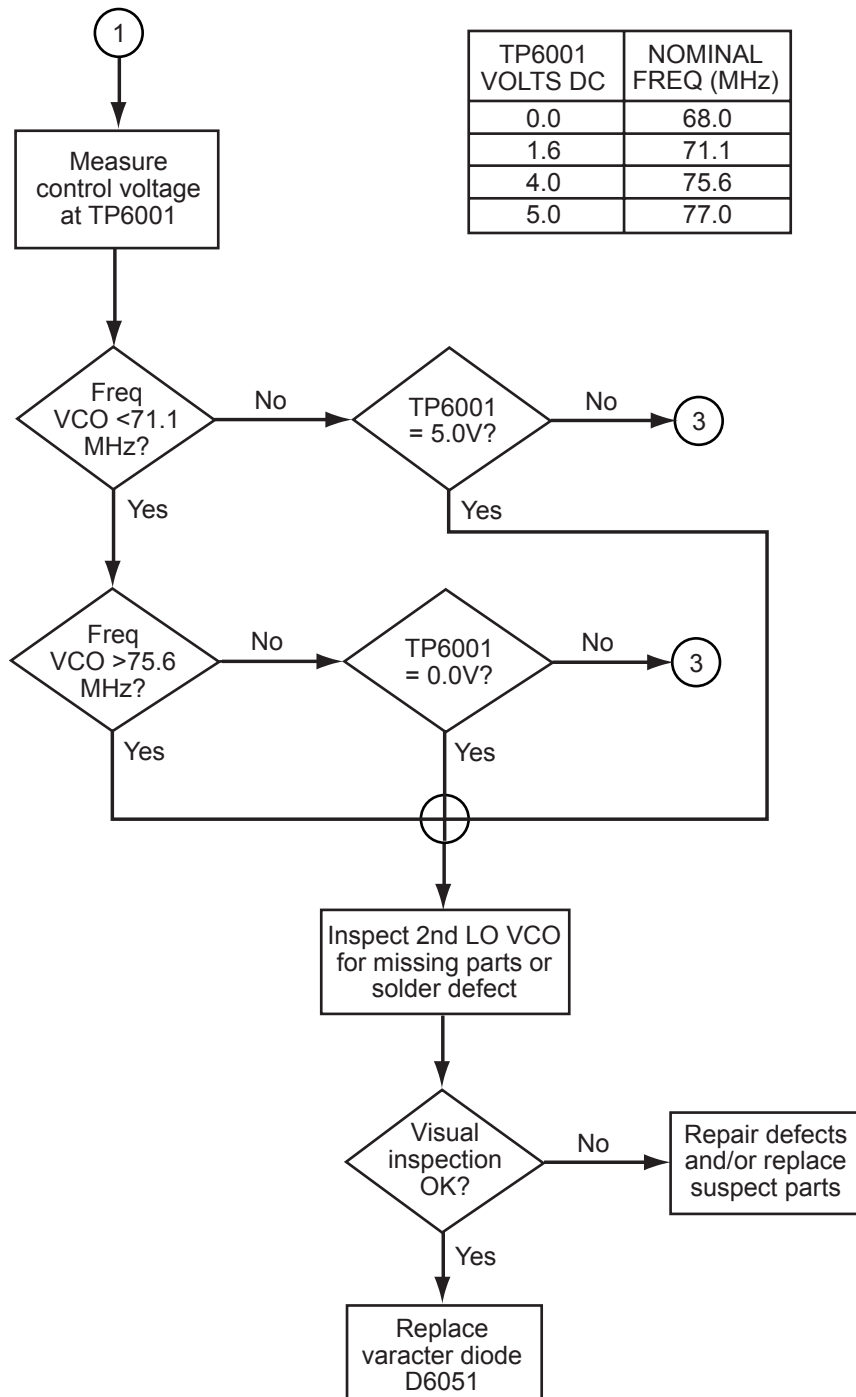 1
TP6001
VOLTS DC
NOMINAL
FREQ (MHz)
0.0 68.0
1.6 71.1
4.0 75.6
5.0 77.0
Measure
control voltage
at TP6001
Freq
VCO <71.1
MHz?
No
TP6001
= 5.0V?
No
3
Yes
Yes
Freq
VCO >75.6
MHz?
No
TP6001
= 0.0V?
No
3
Yes
Yes
Inspect 2nd LO VCO
for missing parts or
solder defect
Visual
inspection
OK?
No
Repair defects
and/or replace
suspect parts
Yes
Replace
varacter diode
D6051